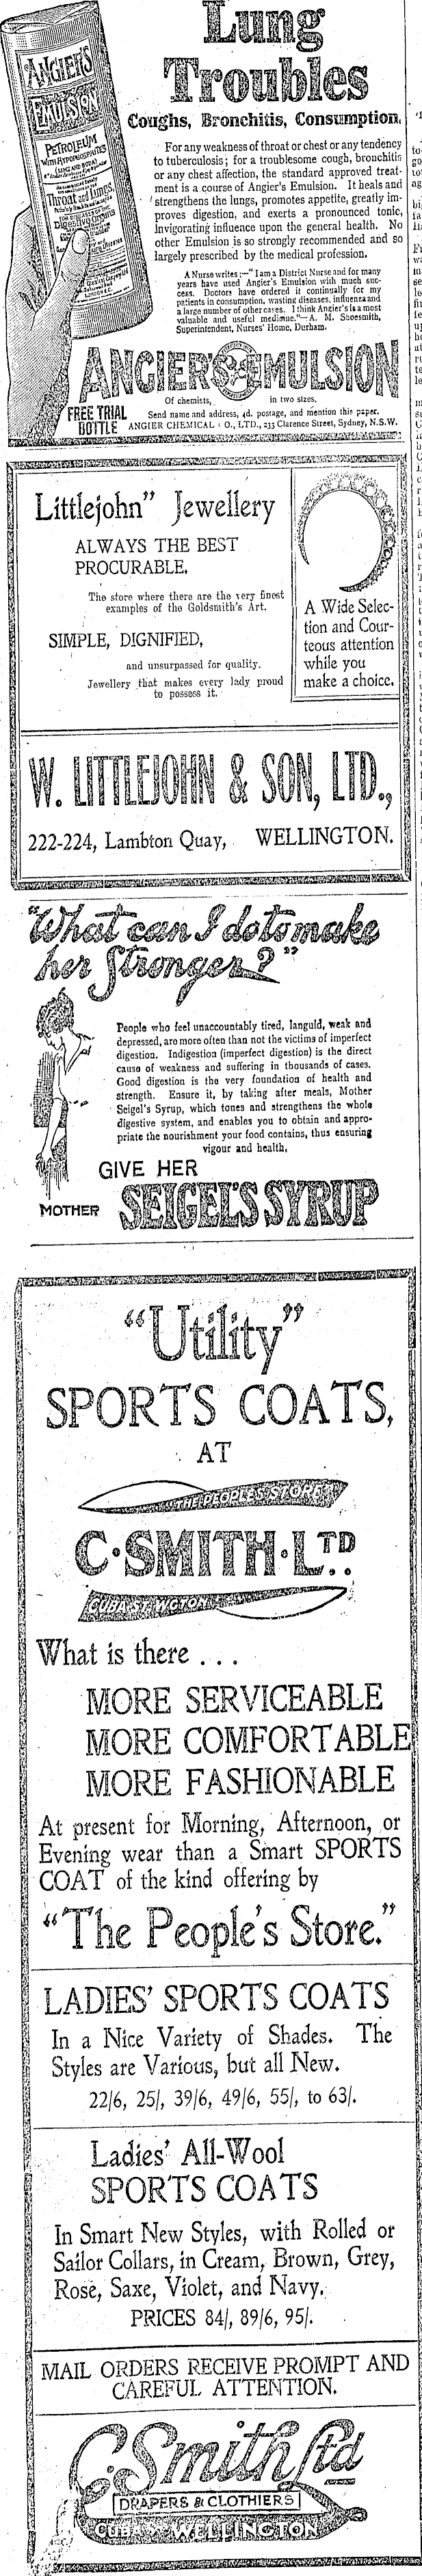 Lung
Troubles
Coughs, Bronchitis, Consumption.
ANGIER'S
EMULSION
PETROLEUM
WITH HYPOPHOSPHITES
Throat and Lungs
For any weakness of throat or chest or any tendency
to tuberculosis; for a troublesome cough, bronchitis
or any chest affection, the standard approved treat-
ment is a course of Angier's Emulsion. It heals and
strengthens the lungs, promotes appetite, greatly im-
proves digestion, and exerts a pronounced tonic,
invigorating influence upon the general health. No
other Emulsion is so strongly recommended and so
largely prescribed by the medical profession.
A Nurse writes:—"I am a District Nurse and for many
years have used Angier's Emulsion with much suc-
cess. Doctors have ordered it continually for my
patients in consumption, wasting diseases, influenza and
a large number of other cases. I think Angier's is a most
valuable and useful medicine."—A. M. Shoesmith,
Superintendent, Nurses' Home, Durham.
ANGIER'S EMULSION
Of chemists, in two sizes.
FREE TRIAL
BOTTLE
Send name and address, 4d. postage, and mention this paper.
ANGIER CHEMICAL CO., LTD., 233 Clarence Street, Sydney, N.S.W.
Littlejohn" Jewellery
ALWAYS THE BEST
PROCURABLE.
The store where there are the very finest
examples of the Goldsmith's Art.
SIMPLE, DIGNIFIED,
and unsurpassed for quality.
Jewellery that makes every lady proud
to possess it.
A Wide Selec-
tion and Cour-
teous attention
while you
make a choice.
W. LITTLEJOHN & SON, LTD.,
222-224, Lambton Quay, WELLINGTON.
"What can I do to make
her Stronger?"
People who feel unaccountably tired, languid, weak and
depressed, are more often than not the victims of imperfect
digestion. Indigestion (imperfect digestion) is the direct
cause of weakness and suffering in thousands of cases.
Good digestion is the very foundation of health and
strength. Ensure it, by taking after meals, Mother
Seigel's Syrup, which tones and strengthens the whole
digestive system, and enables you to obtain and appro-
priate the nourishment your food contains, thus ensuring
vigour and health.
GIVE HER
MOTHER SEIGEL'S SYRUP
"Utility"
SPORTS COATS,
AT
"THE PEOPLE'S STORE"
C·SMITH·LTD.
CUBA ST. W'GTON
What is there . . .
MORE SERVICEABLE
MORE COMFORTABLE
MORE FASHIONABLE
At present for Morning, Afternoon, or
Evening wear than a Smart SPORTS
COAT of the kind offering by
"The People's Store."
LADIES' SPORTS COATS
In a Nice Variety of Shades. The
Styles are Various, but all New.
22/6, 25/, 39/6, 49/6, 55/, to 63/.
Ladies' All-Wool
SPORTS COATS
In Smart New Styles, with Rolled or
Sailor Collars, in Cream, Brown, Grey,
Rose, Saxe, Violet, and Navy.
PRICES 84/, 89/6, 95/.
MAIL ORDERS RECEIVE PROMPT AND
CAREFUL ATTENTION.
C. Smith Ltd
DRAPERS & CLOTHIERS
CUBA ST WELLINGTON